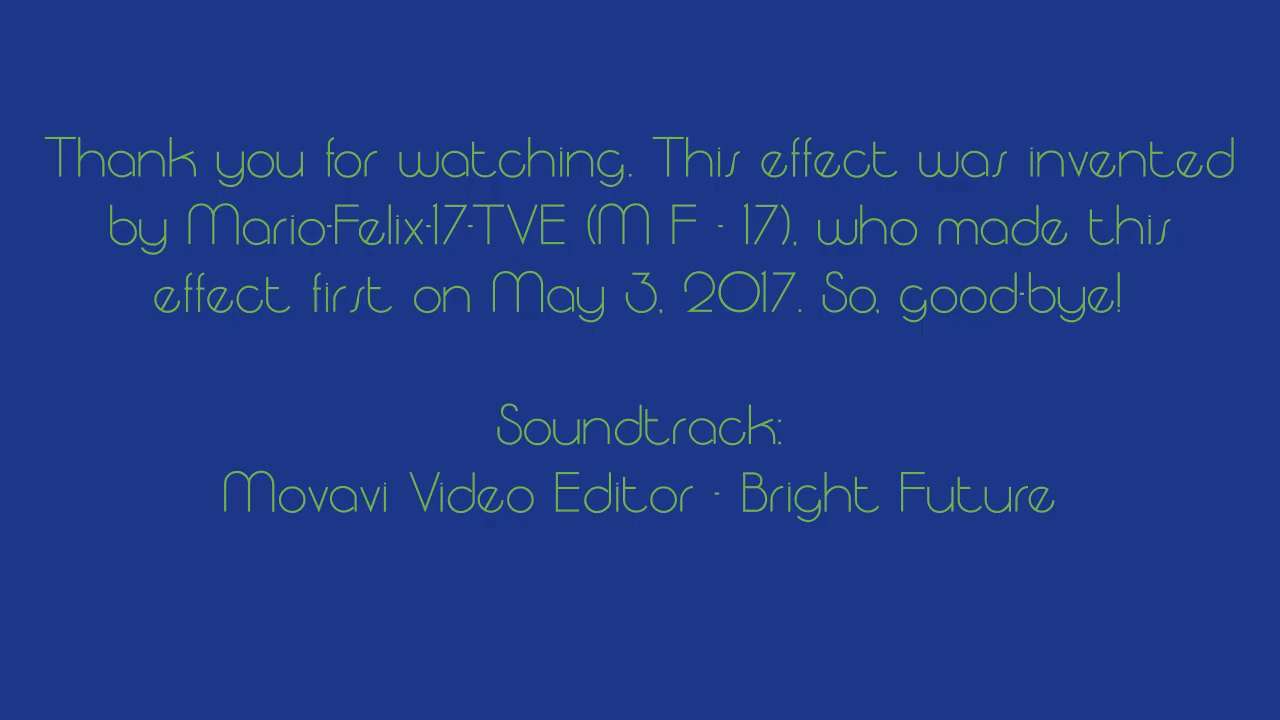 Thank you for watching. This effect was invented
by Mario-Felix-17-TVE (M F - 17), who made this
effect first on May 3, 2017. So, good-bye!
Soundtrack:
Movavi Video Editor - Bright Future